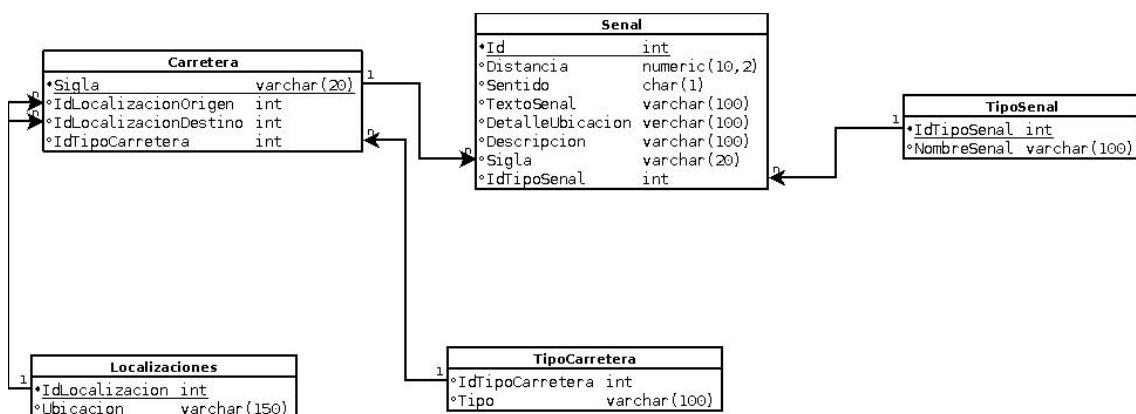 Senal
Id int
Distancia numeric(10,2)
Sentido char(1)
TextoSenal varchar(100)
DetalleUbicacion verchar(100)
Descripcion varchar(100)
Sigla varchar(20)
IdTipoSenal int
Carretera
Sigla varchar(20)
IdLocalizacionOrigen int
IdLocalizacionDestino int
IdTipoCarretera int
1
n
n
n
n
1
n
TipoSenal
IdTipoSenal int
NombreSenal varchar(100)
Localizaciones
1
IdLocalizacion int
Ubicacion varchar(150)
TipoCarretera
1
IdTipoCarretera int
Tipo varchar(100)